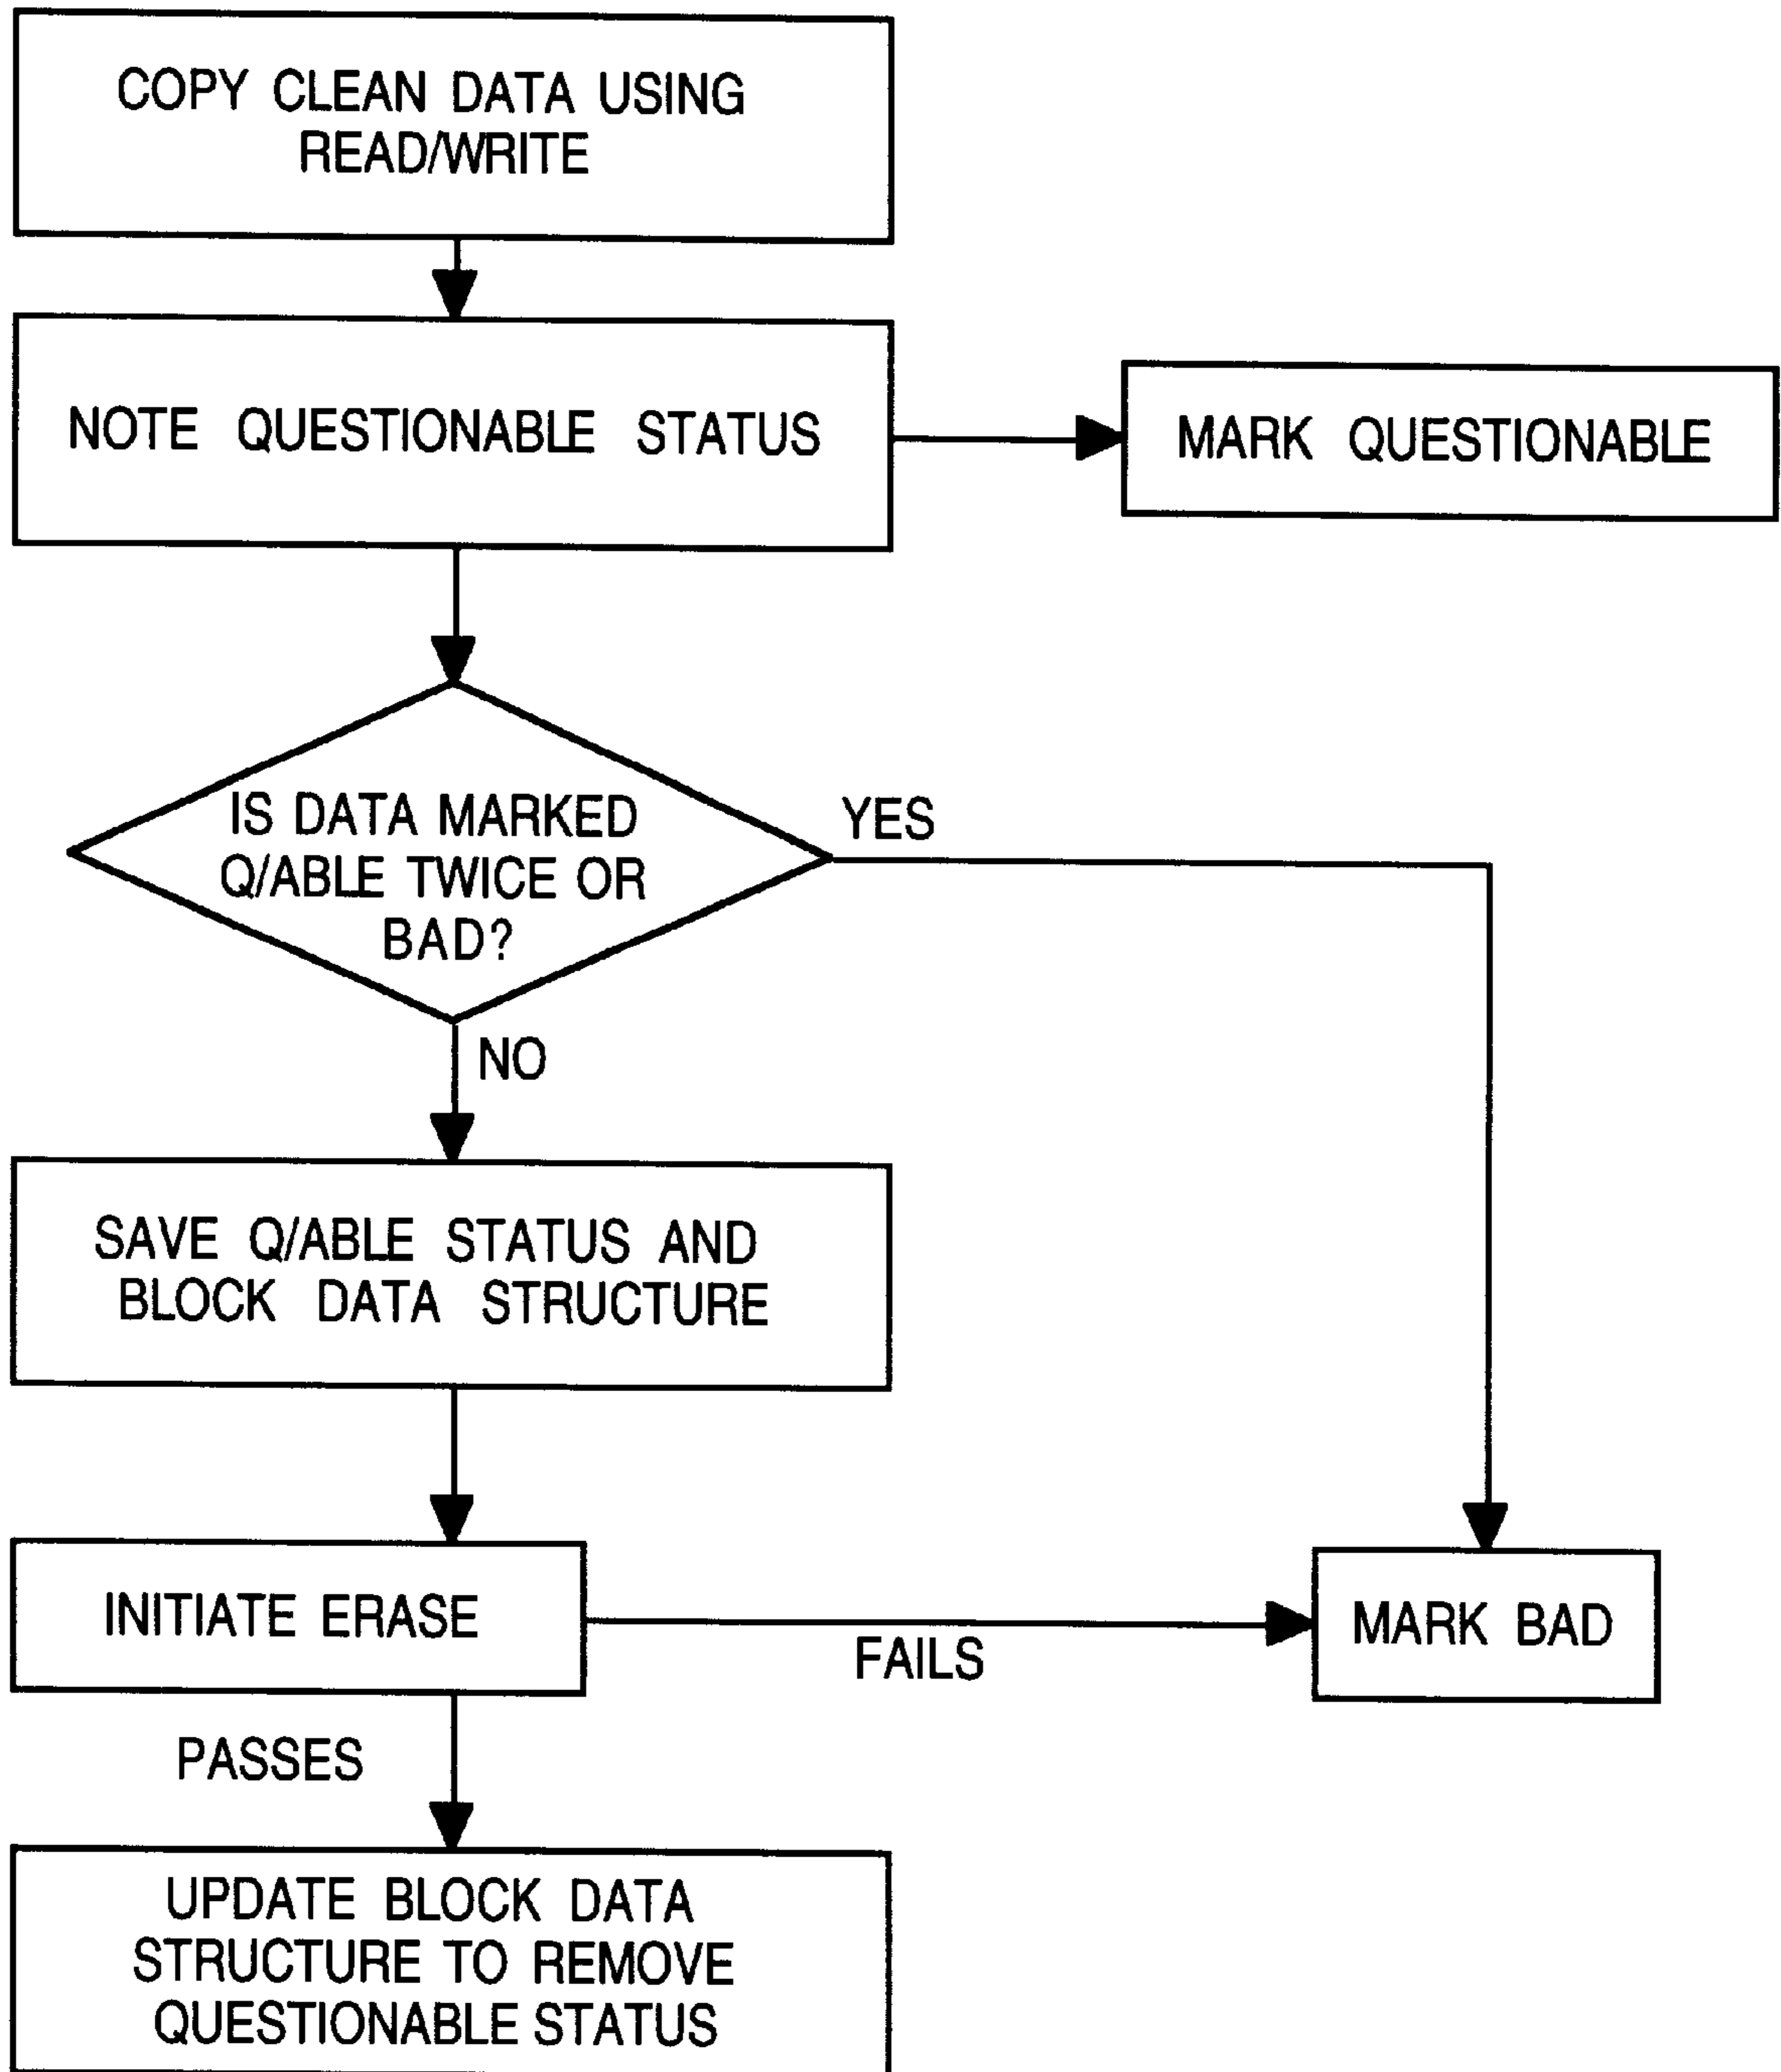 COPY CLEAN DATA USING
READ/WRITE
NOTE QUESTIONABLE STATUS
MARK QUESTIONABLE
IS DATA MARKED
Q/ABLE TWICE OR
BAD?
YES
NO
SAVE Q/ABLE STATUS AND
BLOCK DATA STRUCTURE
INITIATE ERASE
FAILS
MARK BAD
PASSES
UPDATE BLOCK DATA
STRUCTURE TO REMOVE
QUESTIONABLE STATUS